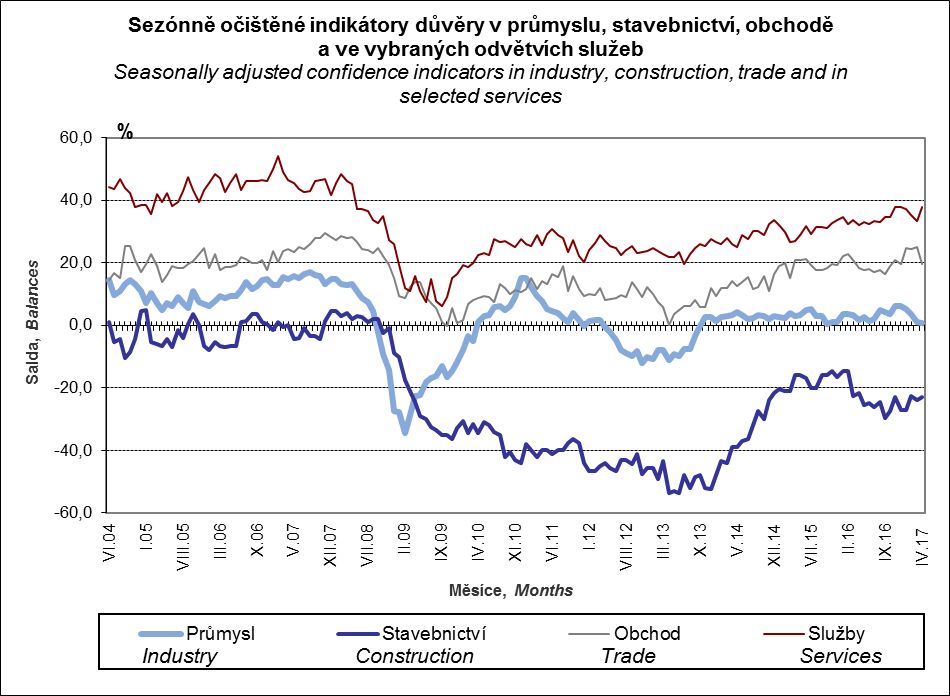 Sezónně očištěné indikátory důvěry v průmyslu, stavebnictví, obchodě
a ve vybraných odvětvích služeb
Seasonally adjusted confidence indicators in industry, construction, trade and in
selected services
%
60,0
40,0
20,0
0,0
-20,0
-40,0
-60,0
Salda, Balances
VI.04
I.05
VIII.05
III.06
X.06
V.07
XII.07
VII.08
II.09
IX.09
IV.10
XI.10
VI.11
I.12
VIII.12
III.13
X.13
V.14
XII.14
VII.15
II.16
IX.16
IV.17
Měsíce, Months
Průmysl Stavebnictví Obchod Služby
Industry Construction Trade Services